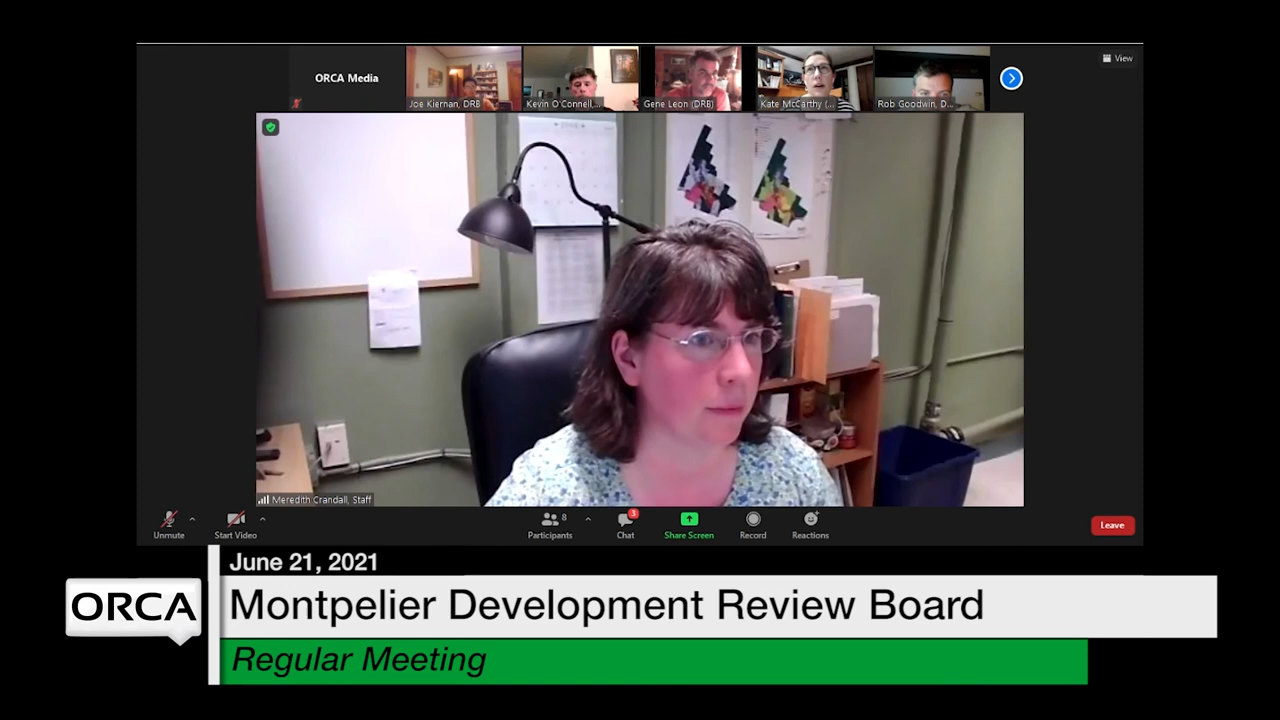 View
ORCA Media
Joe Kiernan, DRB
Kevin O'Connell,...
Gene Leon (DRB)
Kate McCarthy (...
Rob Goodwin, D...
Meredith Crandall, Staff
Unmute
Start Video
8
Participants
3
Chat
Share Screen
Record
Reactions
Leave
June 21, 2021
ORCA
Montpelier Development Review Board
Regular Meeting